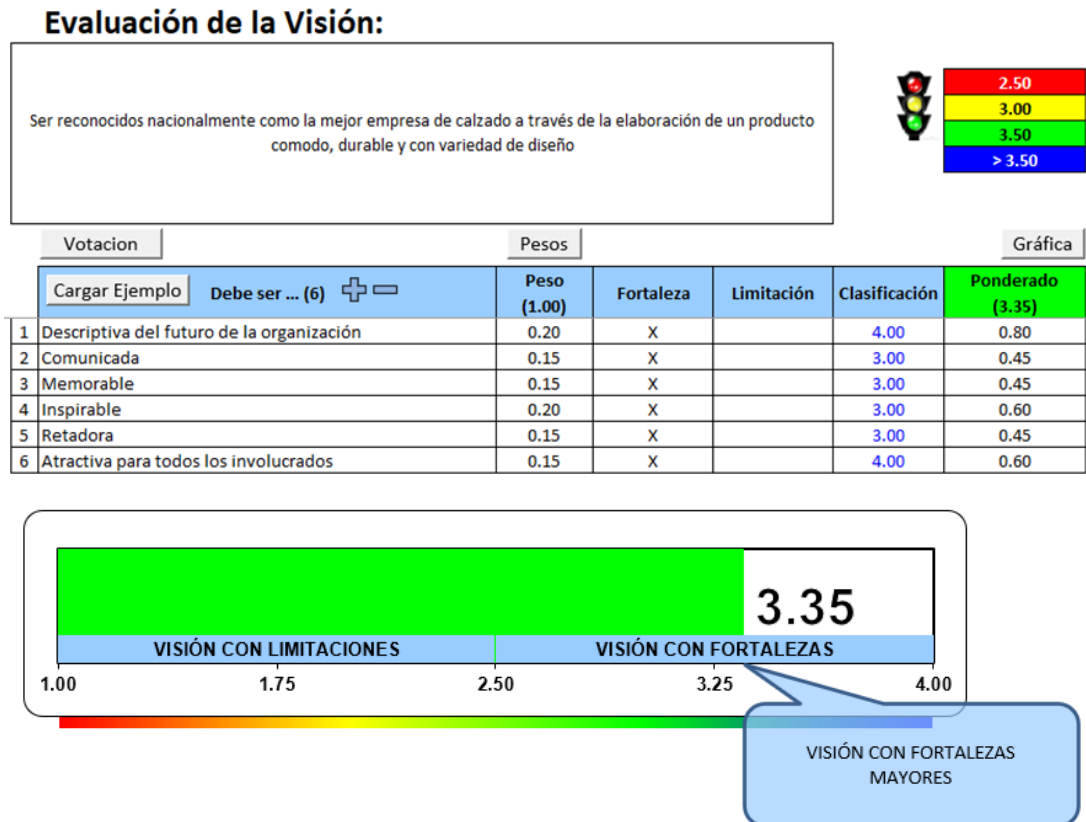 Evaluación de la Visión:
Ser reconocidos nacionalmente como la mejor empresa de calzado a través de la elaboración de un producto
comodo, durable y con variedad de diseño
2.50
3.00
3.50
> 3.50
Votacion
Pesos
Gráfica
Cargar Ejemplo Debe ser ... (6) Peso (1.00) Fortaleza Limitación Clasificación Ponderado (3.35)
1 Descriptiva del futuro de la organización 0.20 X 4.00 0.80
2 Comunicada 0.15 X 3.00 0.45
3 Memorable 0.15 X 3.00 0.45
4 Inspirable 0.20 X 3.00 0.60
5 Retadora 0.15 X 3.00 0.45
6 Atractiva para todos los involucrados 0.15 X 4.00 0.60
3.35
VISIÓN CON LIMITACIONES VISIÓN CON FORTALEZAS
1.00 1.75 2.50 3.25 4.00
VISIÓN CON FORTALEZAS
MAYORES